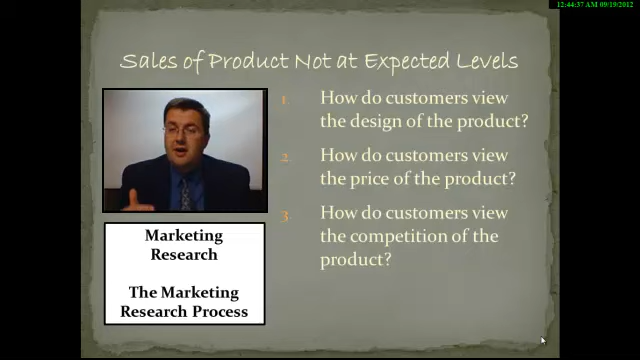 12:44:37 AM 09/19/2012
Sales of Product Not at Expected Levels
1. How do customers view
the design of the product?
2. How do customers view
the price of the product?
3. How do customers view
the competition of the
product?
Marketing
Research
The Marketing
Research Process